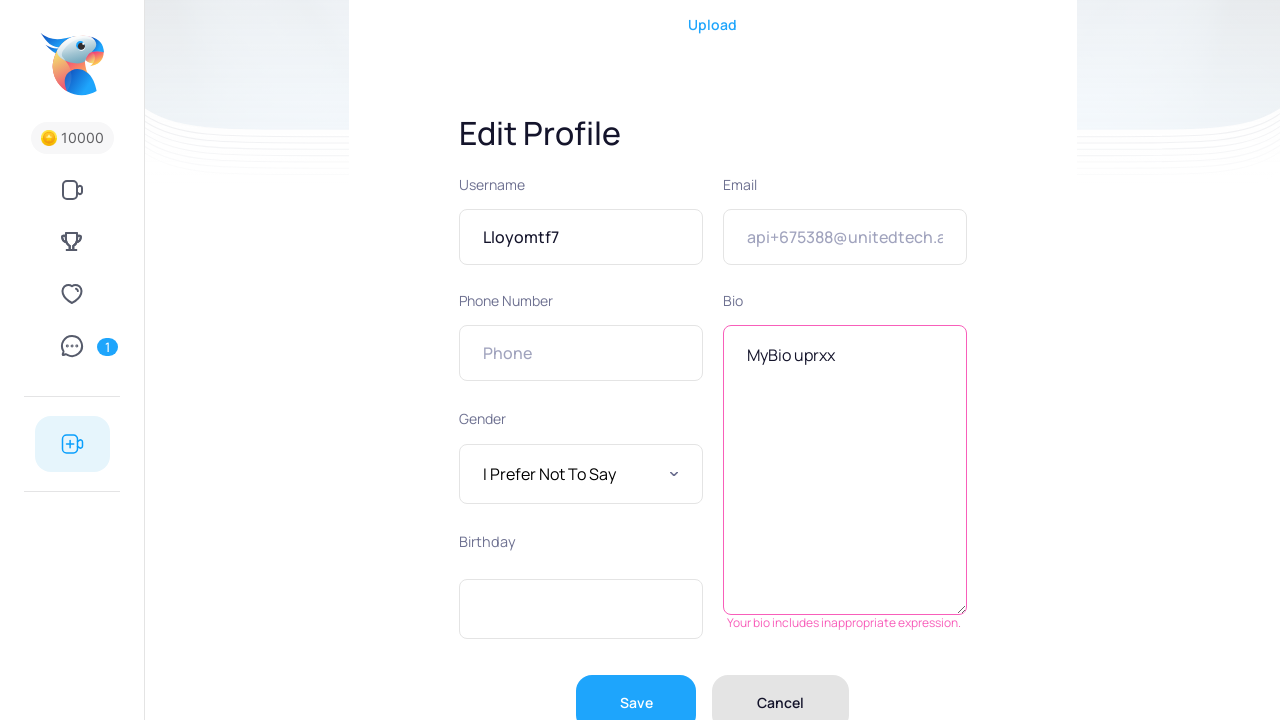 Upload
10000
Edit Profile
Username
Email
Lloyomtf7
api+675388@unitedtech.a
Phone Number
Bio
Phone
MyBio uprxx
1
Gender
I Prefer Not To Say
Birthday
Your bio includes inappropriate expression.
Save
Cancel